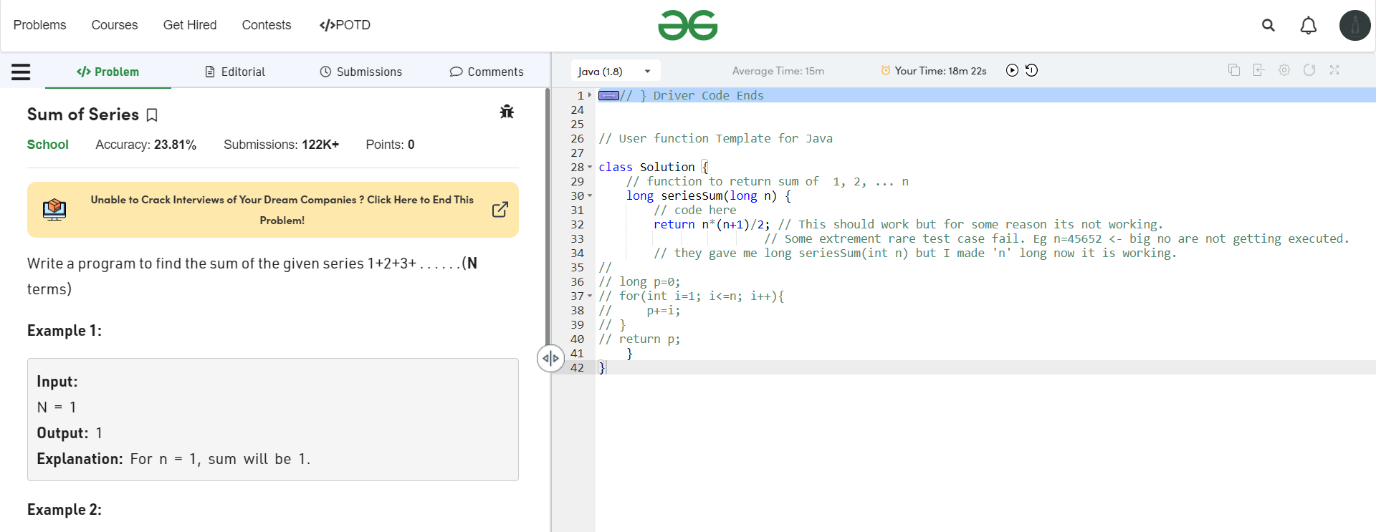 Problems Courses Get Hired Contests </>POTD
</> Problem Editorial Submissions Comments
Java (1.8) Average Time: 15m Your Time: 18m 22s
Sum of Series
School Accuracy: 23.81% Submissions: 122K+ Points: 0
Unable to Crack Interviews of Your Dream Companies ? Click Here to End This
Problem!
Write a program to find the sum of the given series 1+2+3+ . . . . . .(N
terms)
Example 1:
Input:
N = 1
Output: 1
Explanation: For n = 1, sum will be 1.
Example 2:
1 // } Driver Code Ends
24
25
26 // User function Template for Java
27
28 class Solution {
29 // function to return sum of 1, 2, ... n
30 long seriesSum(long n) {
31 // code here
32 return n*(n+1)/2; // This should work but for some reason its not working.
33 // Some extrement rare test case fail. Eg n=45652 <- big no are not getting executed.
34 // they gave me long seriesSum(int n) but I made 'n' long now it is working.
35 //
36 // long p=0;
37 // for(int i=1; i<=n; i++){
38 // p+=i;
39 // }
40 // return p;
41 }
42 }